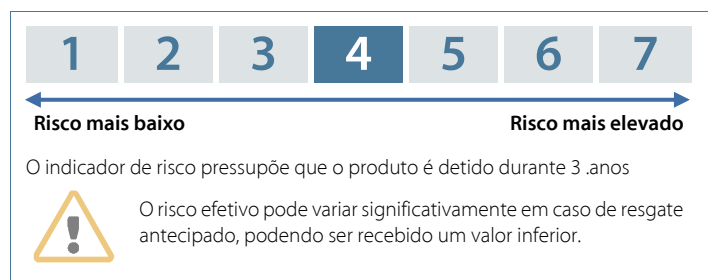 1 2 3 4 5 6 7
Risco mais baixo Risco mais elevado
O indicador de risco pressupõe que o produto é detido durante 3 .anos
O risco efetivo pode variar significativamente em caso de resgate
antecipado, podendo ser recebido um valor inferior.